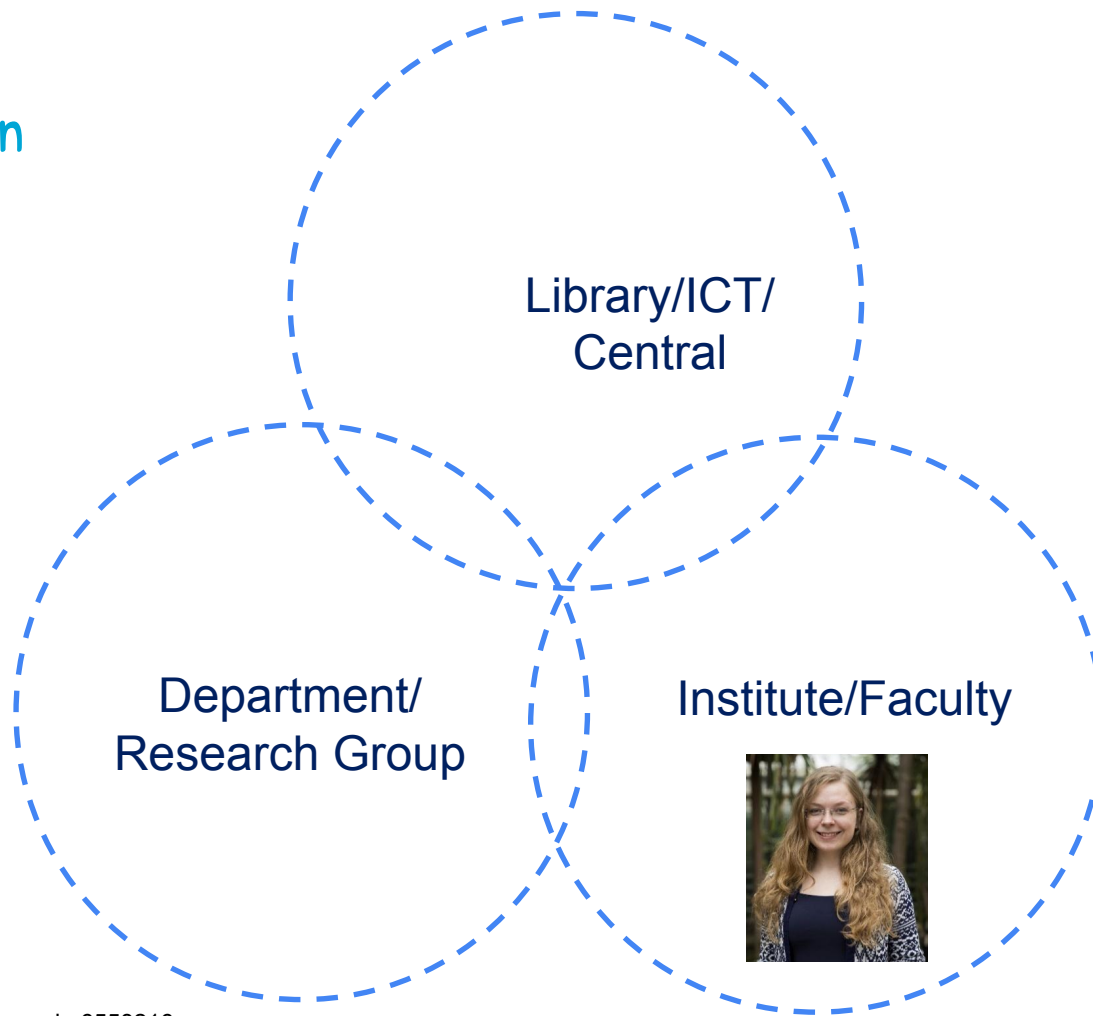 n
Library/ICT/
Central
Department/
Research Group
Institute/Faculty